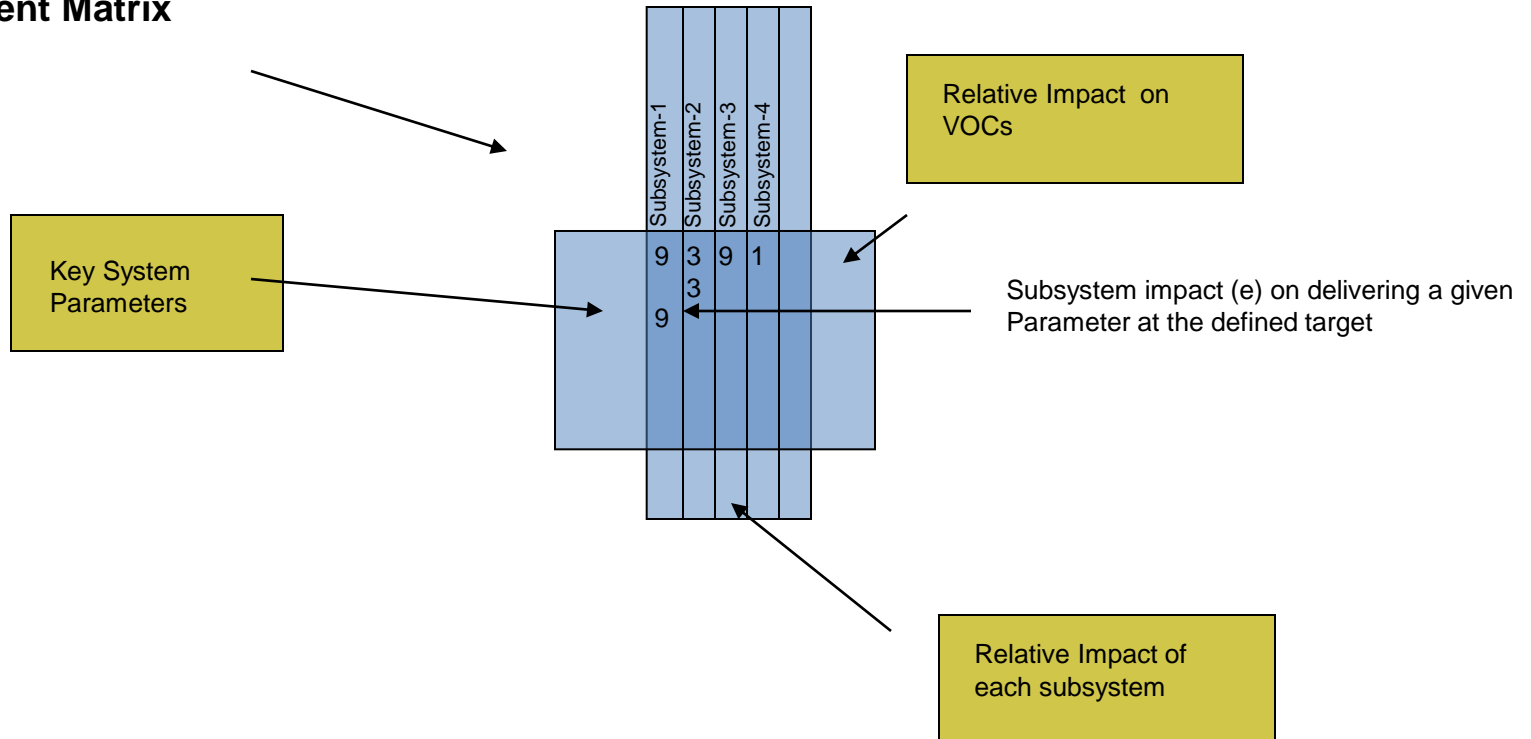 ent Matrix
Subsystem-1
Subsystem-2
Subsystem-3
Subsystem-4
Relative Impact on
VOCs
Key System
Parameters
9 3 9 1
3
9
Subsystem impact (e) on delivering a given
Parameter at the defined target
Relative Impact of
each subsystem